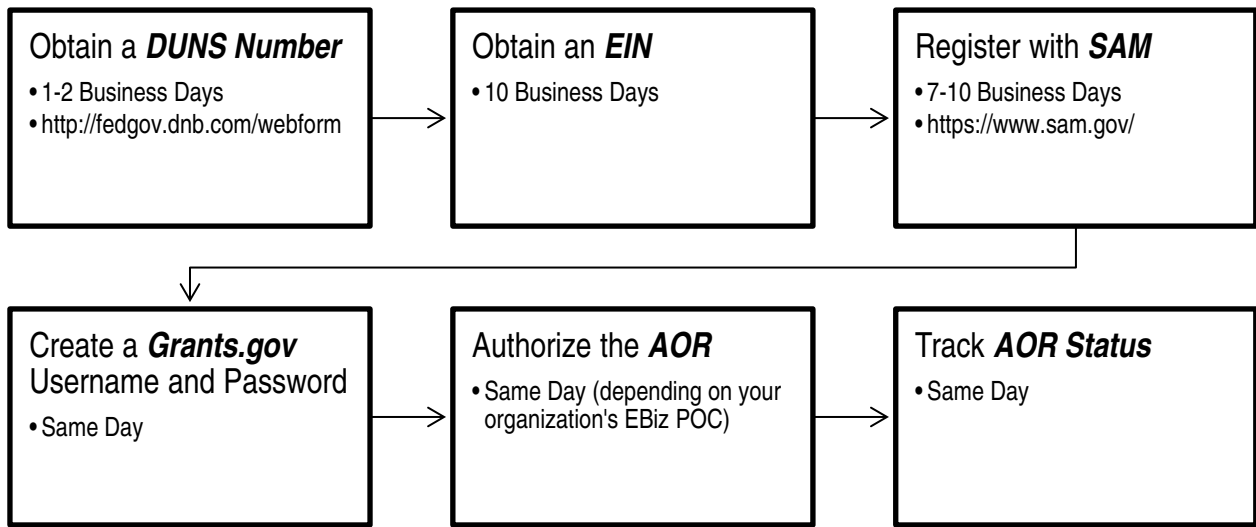 Obtain a DUNS Number
• 1-2 Business Days
• http://fedgov.dnb.com/webform
Obtain an EIN
• 10 Business Days
Register with SAM
• 7-10 Business Days
• https://www.sam.gov/
Create a Grants.gov
Username and Password
• Same Day
Authorize the AOR
• Same Day (depending on your
organization's EBiz POC)
Track AOR Status
• Same Day